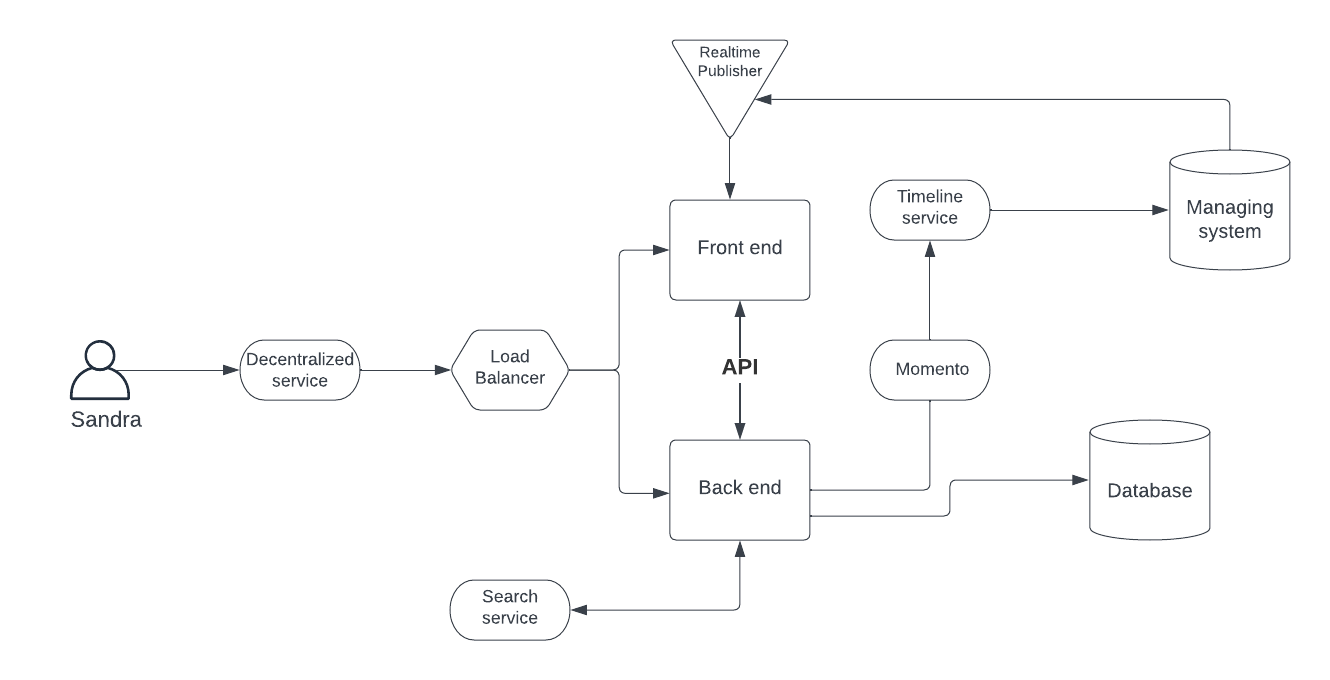 Realtime
Publisher
Timeline
service
Managing
system
Front end
Decentralized
service
Load
Balancer
API
Momento
Sandra
Back end
Database
Search
service